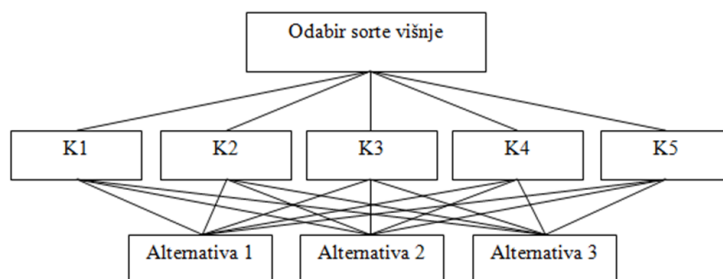 Odabir sorte višnje
K1 K2 K3 K4 K5
Alternativa 1 Alternativa 2 Alternativa 3